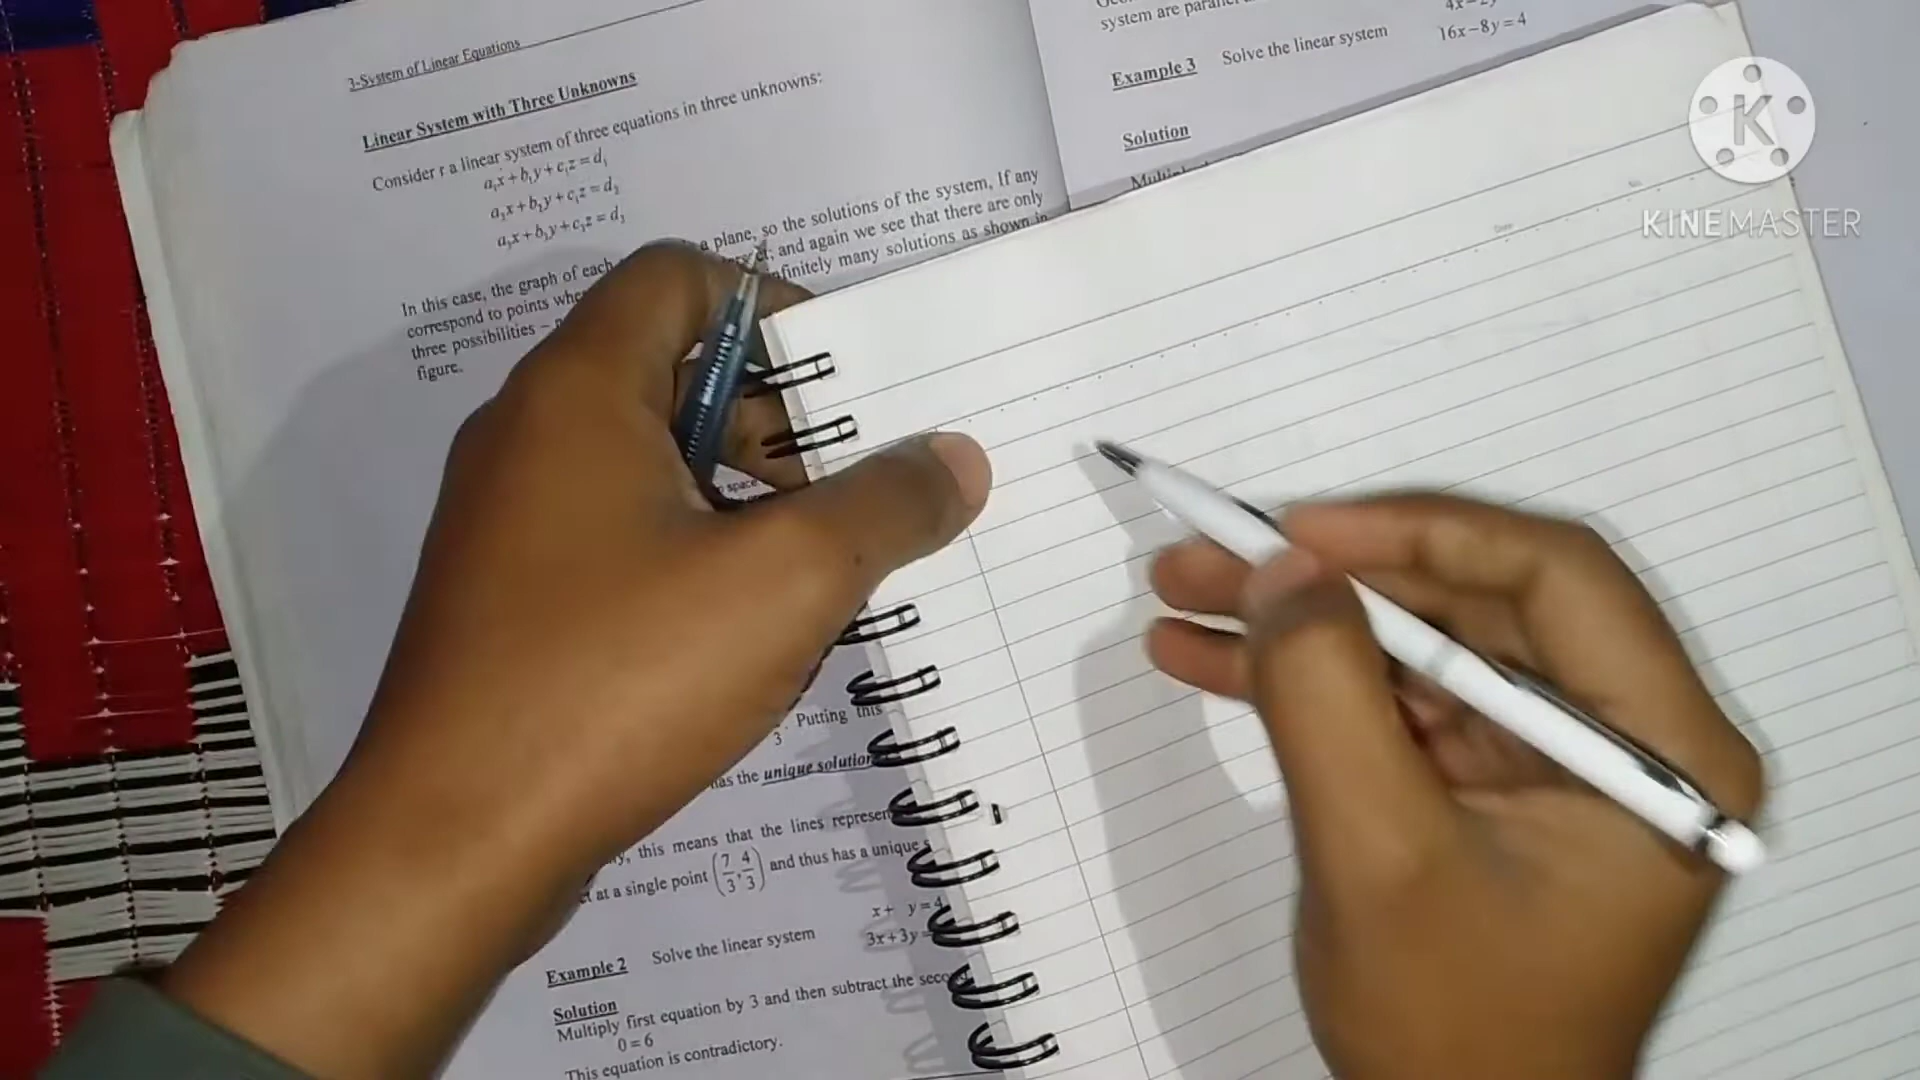 3-System of Linear Equations
Linear System with Three Unknowns
Consider r a linear system of three equations in three unknowns:
a₁x + b₁y + c₁z = d₁
a₂x + b₂y + c₂z = d₂
a₃x + b₃y + c₃z = d₃
In this case, the graph of each a plane, so the solutions of the system, If any
correspond to points and again we see that there are only
three possibilities – many solutions as shown in
figure.
space
3
. Putting this
has the unique solution
this means that the lines
at a single point (7/3, 4/3) and thus has a unique
x + y = 4
Example 2 Solve the linear system 3x + 3y
Solution
Multiply first equation by 3 and then subtract the
0 = 6
This equation is contradictory.
system are
16x – 8y = 4
Example 3 Solve the linear system
Solution
K
KINEMASTER
Date